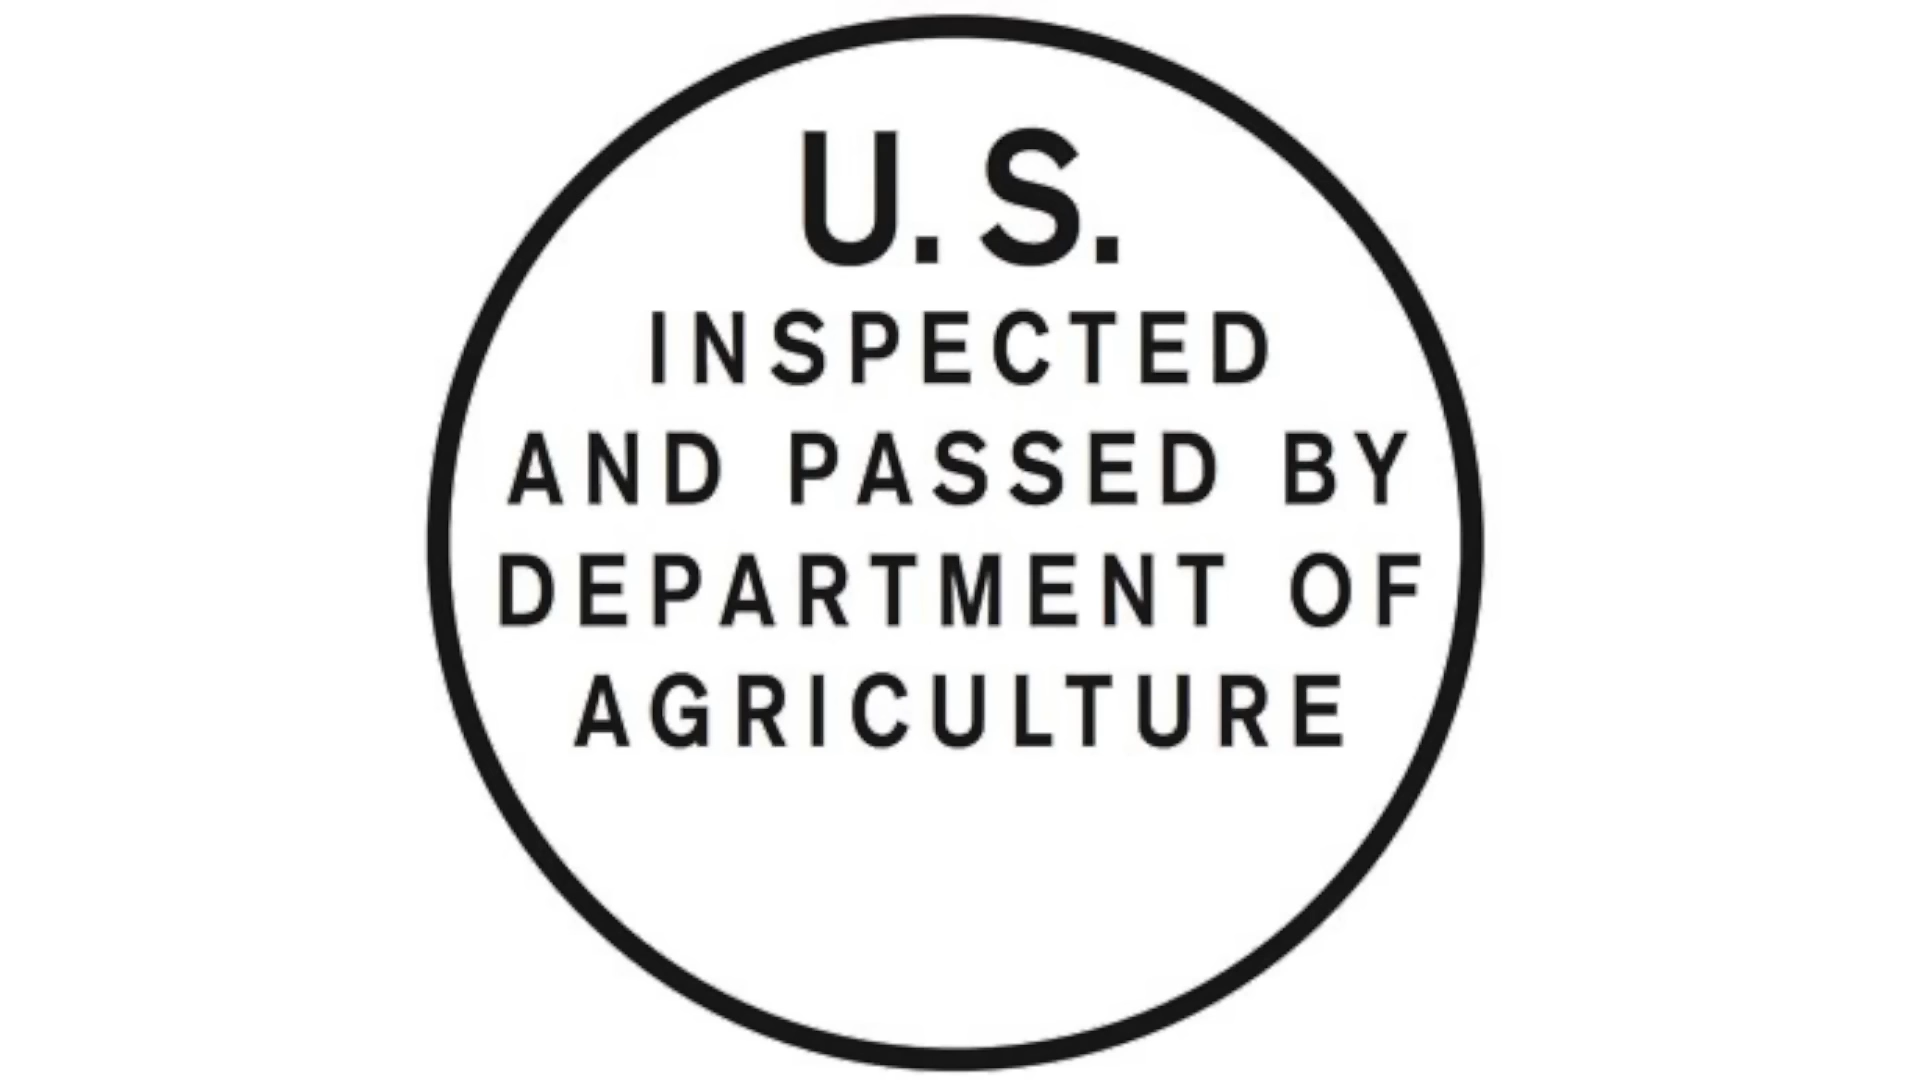 U.S.
INSPECTED
AND PASSED BY
DEPARTMENT OF
AGRICULTURE